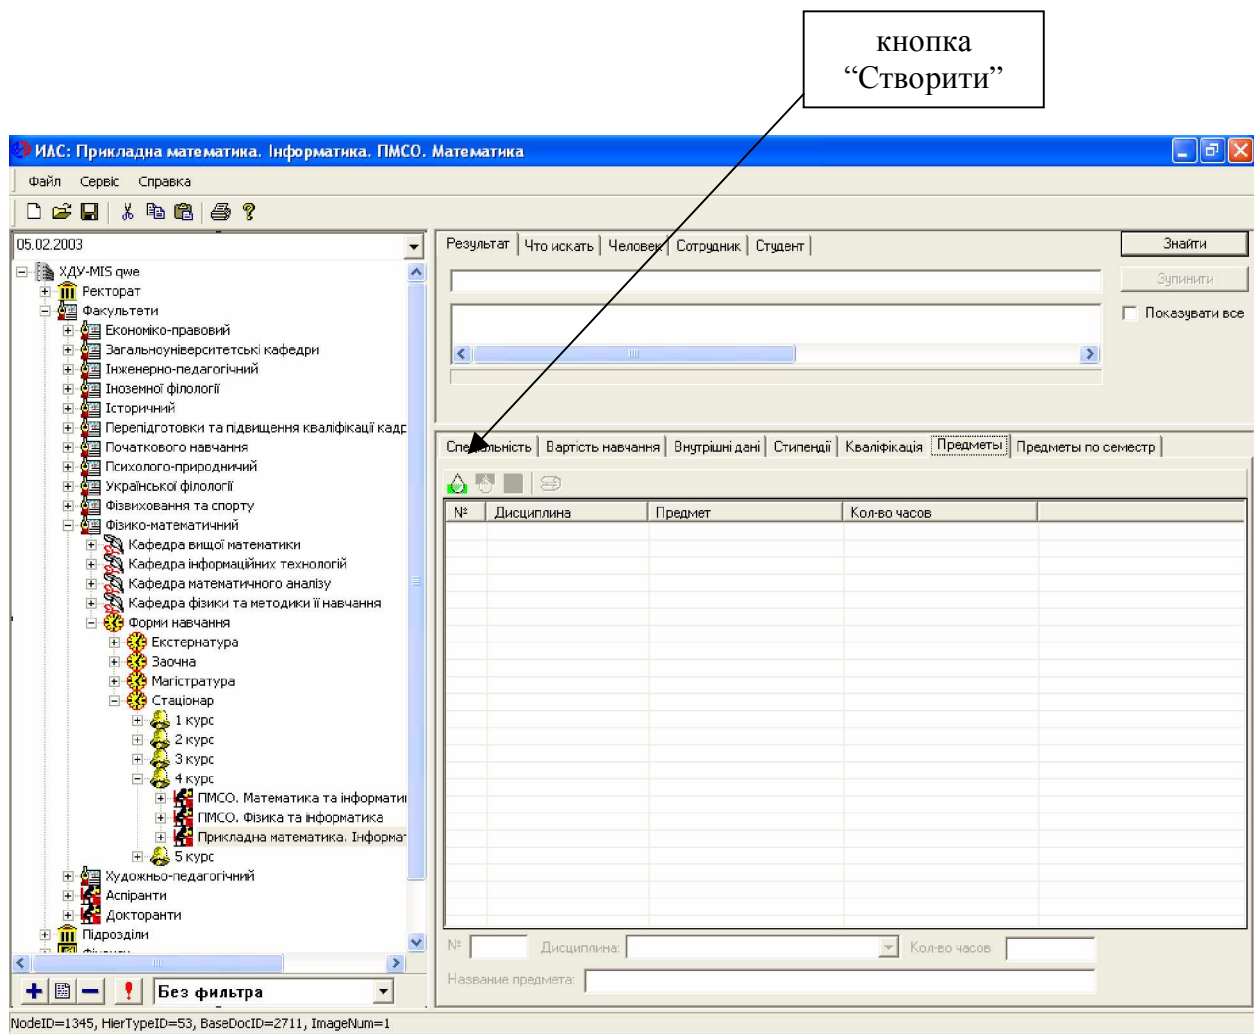 кнопка
“Створити”
ИАС: Прикладна математика. Інформатика. ПМСО. Математика
Файл Сервіс Справка
05.02.2003
ХДУ-MIS qwe
Ректорат
Факультети
Економіко-правовий
Загальноуніверситетські кафедри
Інженерно-педагогічний
Іноземної філології
Історичний
Перепідготовки та підвищення кваліфікації кадр
Початкового навчання
Психолого-природничий
Української філології
Фізвиховання та спорту
Фізико-математичний
Кафедра вищої математики
Кафедра інформаційних технологій
Кафедра математичного аналізу
Кафедра фізики та методики її навчання
Форми навчання
Екстернатура
Заочна
Магістратура
Стаціонар
1 курс
2 курс
3 курс
4 курс
ПМСО. Математика та інформати
ПМСО. Фізика та інформатика
Прикладна математика. Інформат
5 курс
Художньо-педагогічний
Аспіранти
Докторанти
Підрозділи
Без фильтра
Результат Что искать Человек Сотрудник Студент
Знайти
Зупинити
Показувати все
Спеціальність Вартість навчання Внутрішні дані Стипендії Кваліфікація Предметы Предметы по семестр
№ Дисциплина Предмет Кол-во часов
№ Дисциплина: Кол-во часов
Название предмета:
NodeID=1345, HierTypeID=53, BaseDocID=2711, ImageNum=1